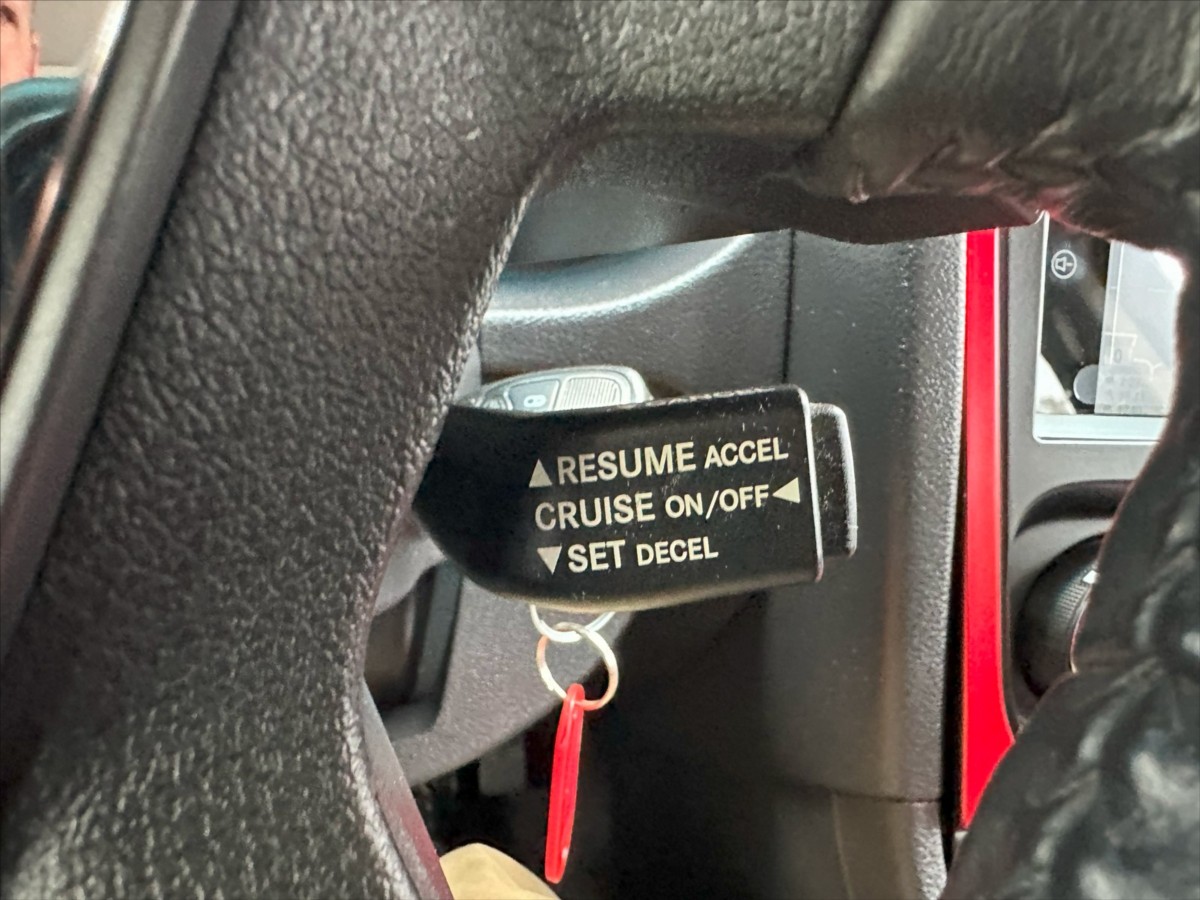 ▲RESUME ACCEL
CRUISE ON/OFF◀
▼SET DECEL